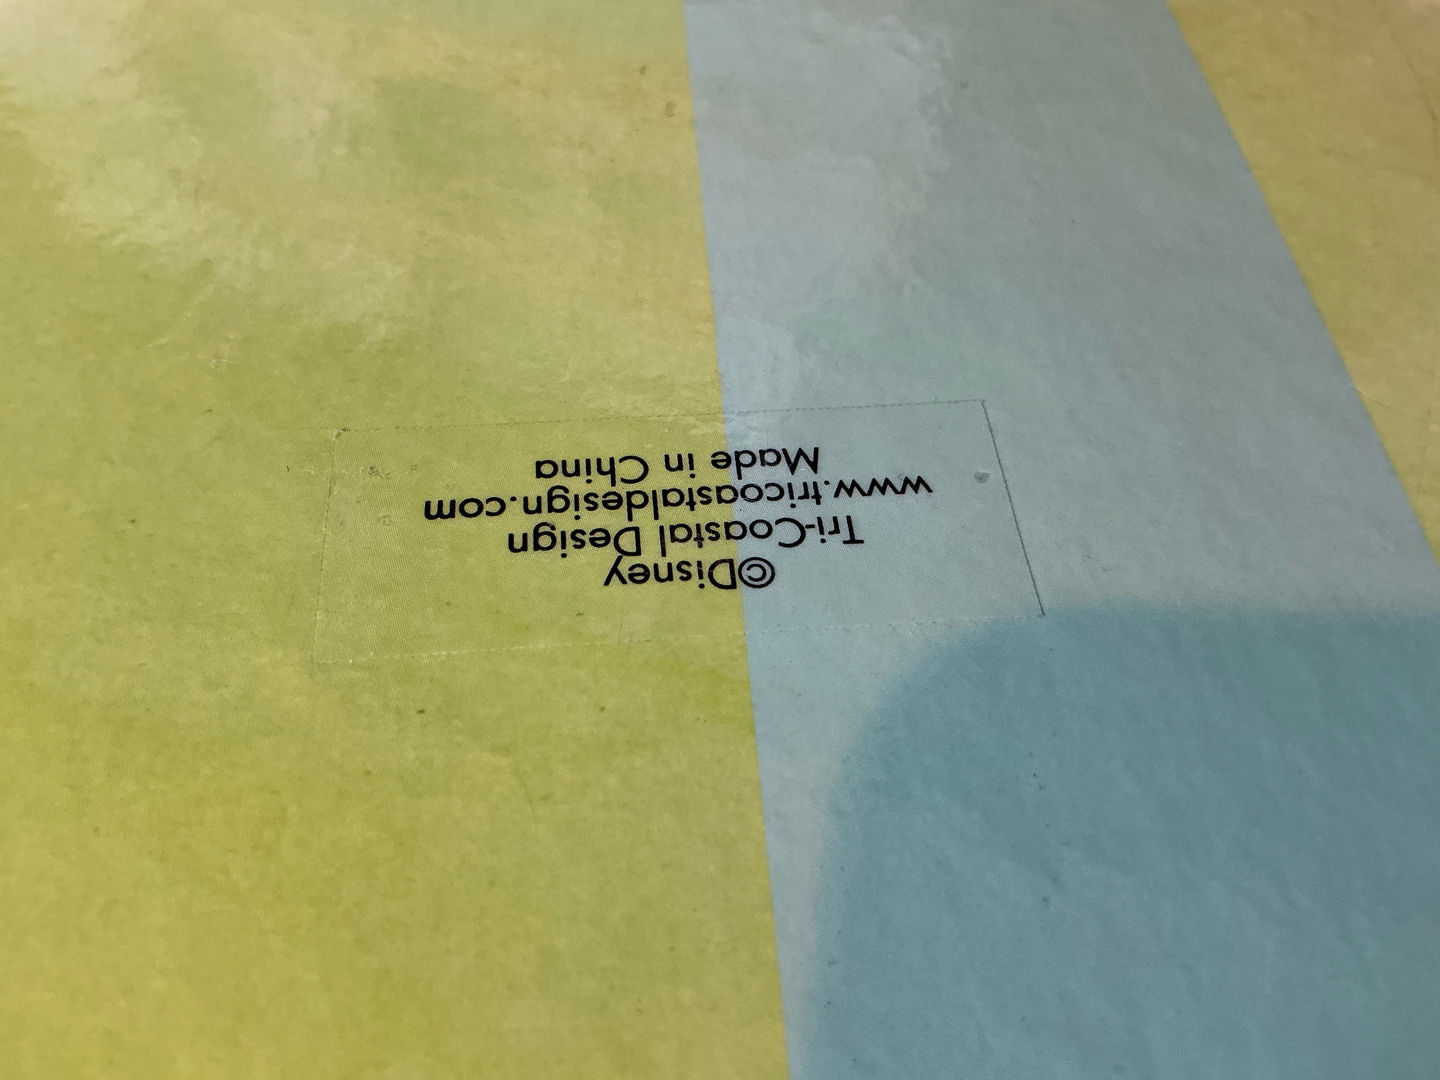 ©Disney
Tri-Coastal Design
www.tricoastaldesign.com
Made in China